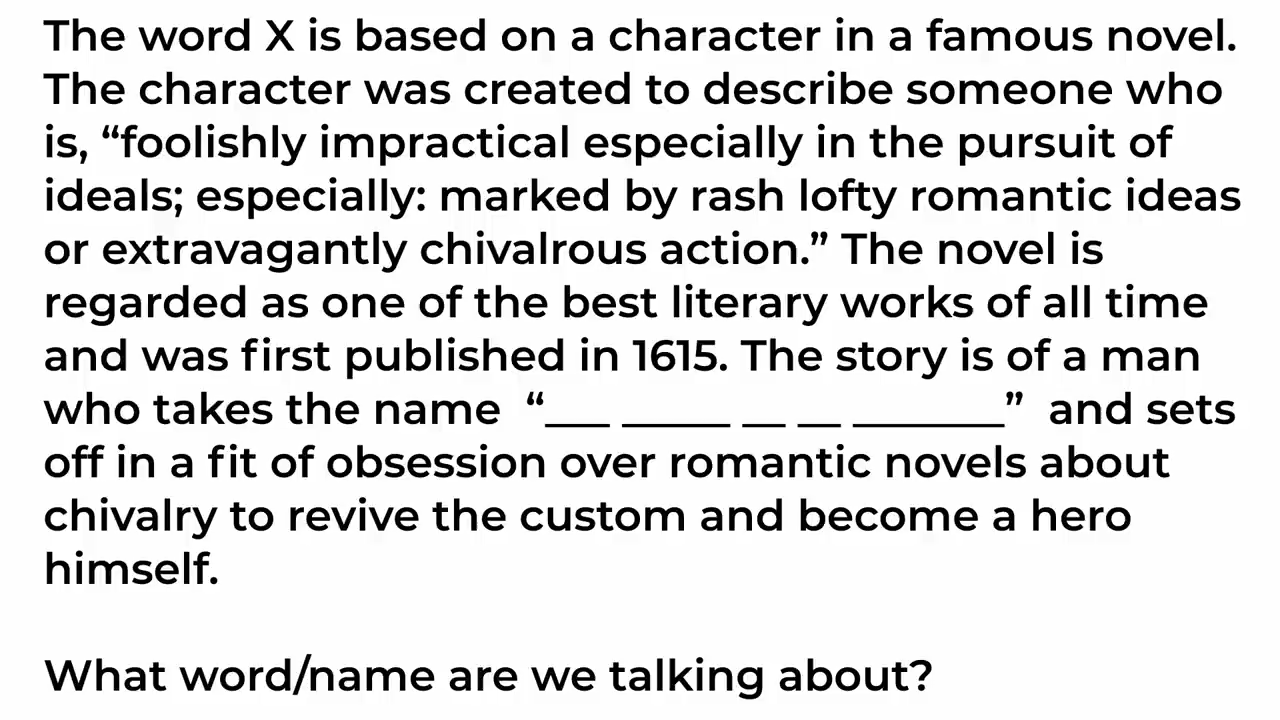 The word X is based on a character in a famous novel.
The character was created to describe someone who
is, “foolishly impractical especially in the pursuit of
ideals; especially: marked by rash lofty romantic ideas
or extravagantly chivalrous action.” The novel is
regarded as one of the best literary works of all time
and was first published in 1615. The story is of a man
who takes the name “___ _____ __ __ _______” and sets
off in a fit of obsession over romantic novels about
chivalry to revive the custom and become a hero
himself.
What word/name are we talking about?